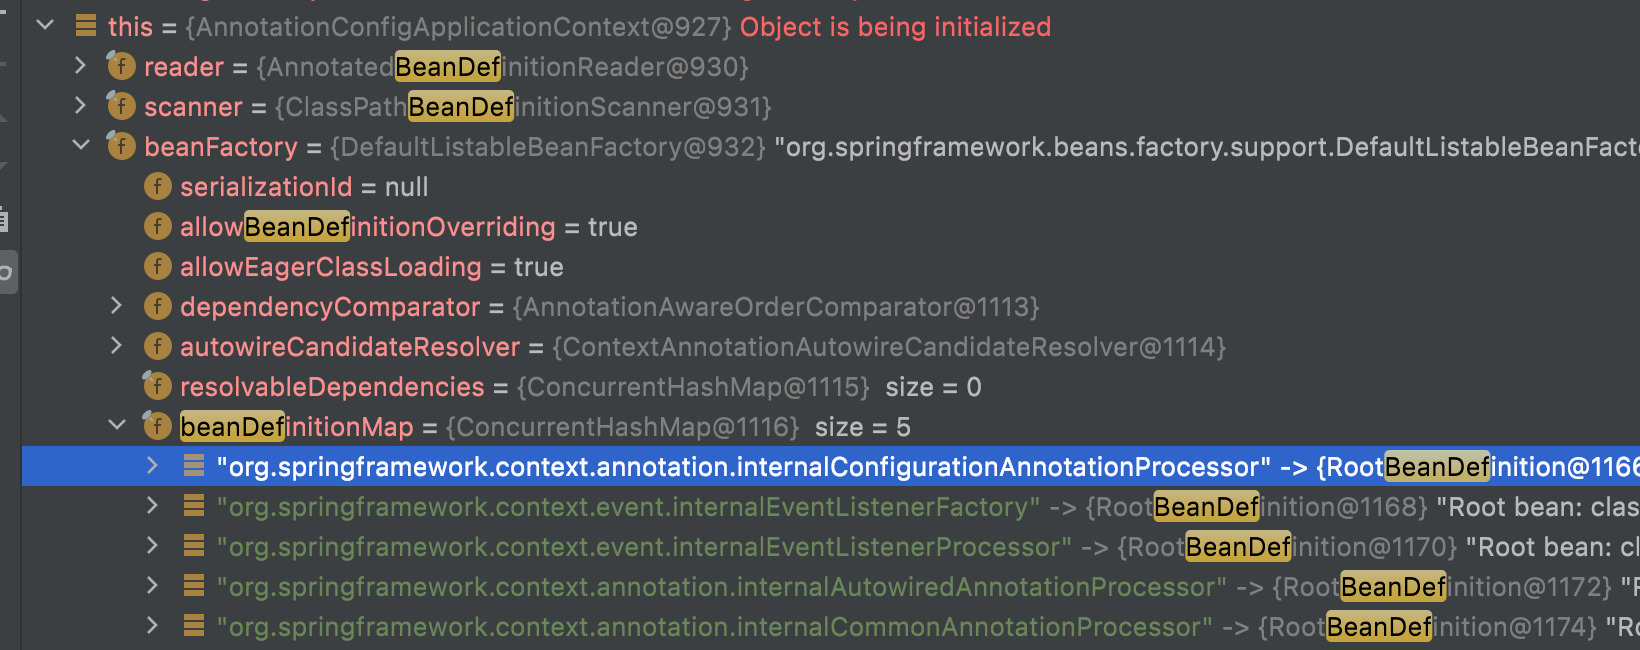 this = {AnnotationConfigApplicationContext@927} Object is being initialized
f reader = {AnnotatedBeanDefinitionReader@930}
f scanner = {ClassPathBeanDefinitionScanner@931}
f beanFactory = {DefaultListableBeanFactory@932} "org.springframework.beans.factory.support.DefaultListableBeanFact
f serializationId = null
f allowBeanDefinitionOverriding = true
f allowEagerClassLoading = true
f dependencyComparator = {AnnotationAwareOrderComparator@1113}
f autowireCandidateResolver = {ContextAnnotationAutowireCandidateResolver@1114}
f resolvableDependencies = {ConcurrentHashMap@1115} size = 0
f beanDefinitionMap = {ConcurrentHashMap@1116} size = 5
"org.springframework.context.annotation.internalConfigurationAnnotationProcessor" -> {RootBeanDefinition@1166
"org.springframework.context.event.internalEventListenerFactory" -> {RootBeanDefinition@1168} "Root bean: clas
"org.springframework.context.event.internalEventListenerProcessor" -> {RootBeanDefinition@1170} "Root bean: cl
"org.springframework.context.annotation.internalAutowiredAnnotationProcessor" -> {RootBeanDefinition@1172} "R
"org.springframework.context.annotation.internalCommonAnnotationProcessor" -> {RootBeanDefinition@1174} "Ro